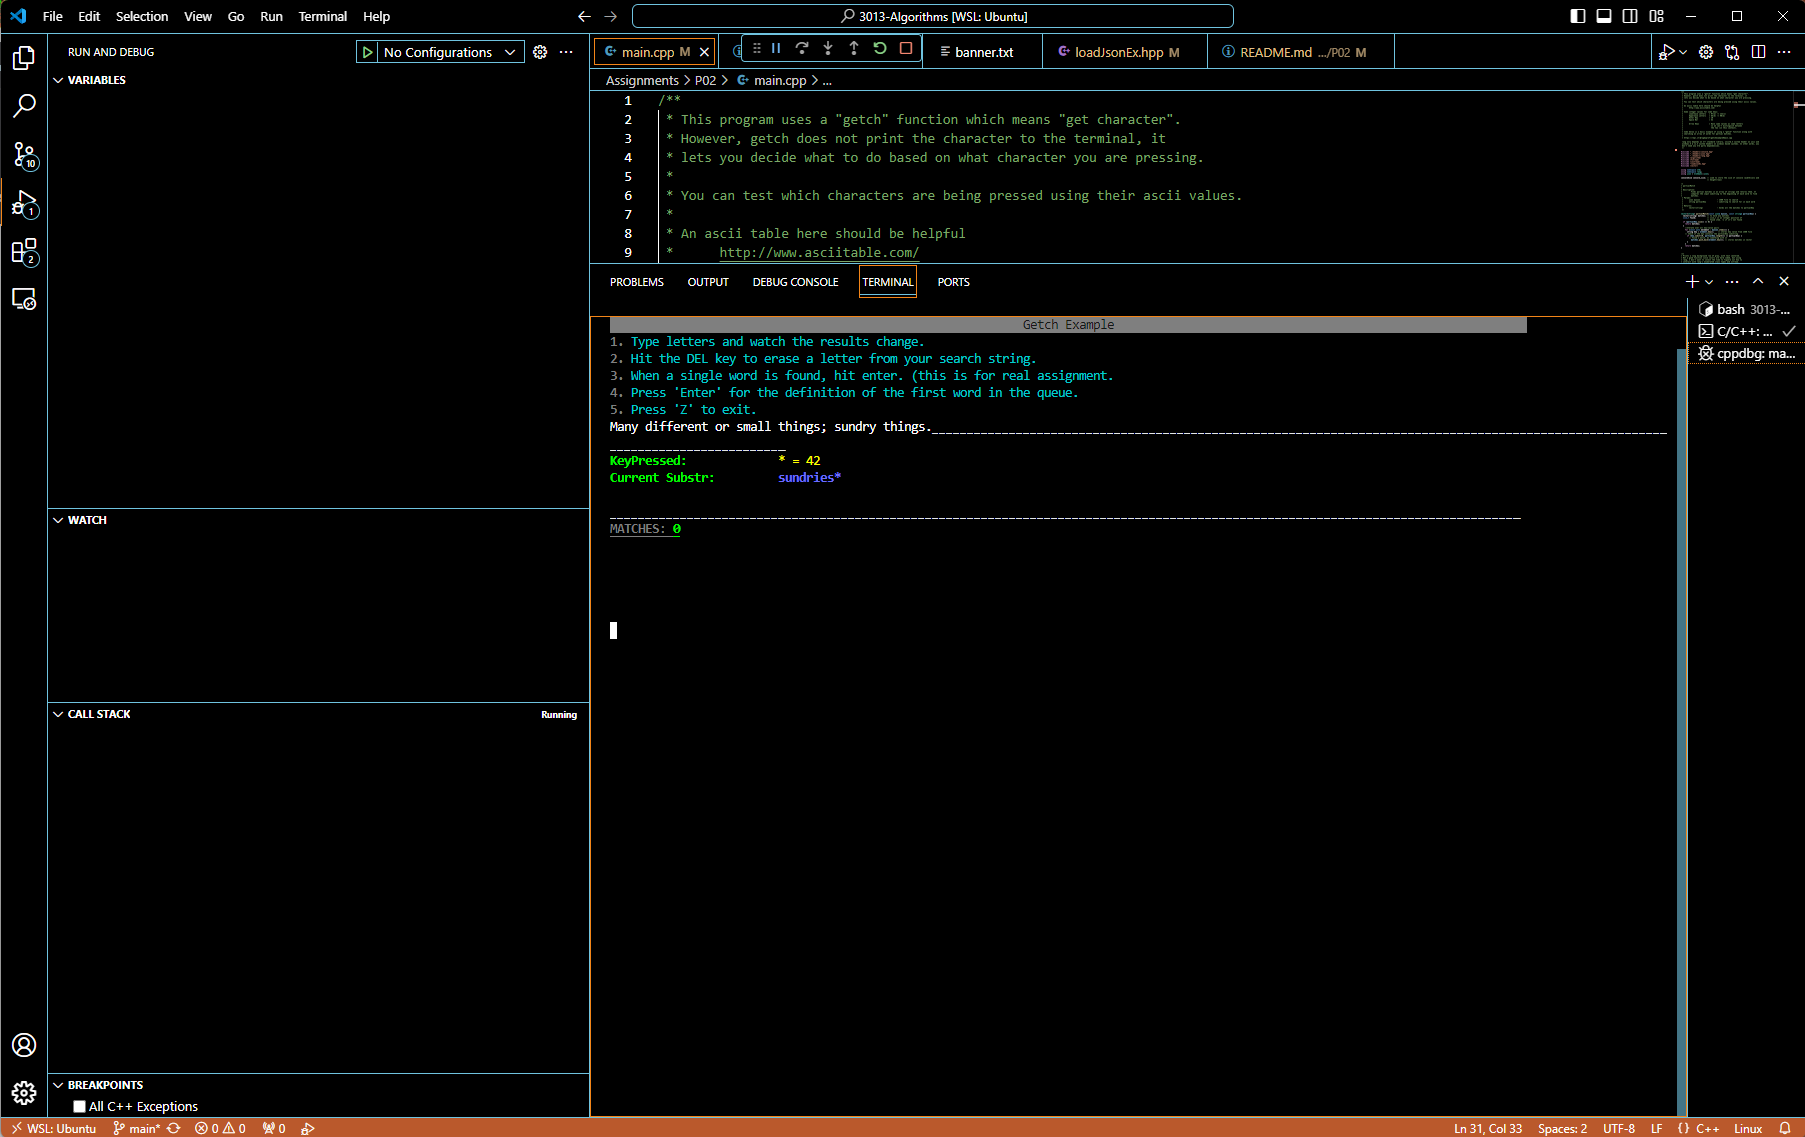 File Edit Selection View Go Run Terminal Help
3013-Algorithms [WSL: Ubuntu]
RUN AND DEBUG
No Configurations
main.cpp M
banner.txt
loadJsonEx.hpp M
README.md .../P02 M
VARIABLES
Assignments > P02 > main.cpp > ...
1 /**
2 * This program uses a "getch" function which means "get character".
3 * However, getch does not print the character to the terminal, it
4 * lets you decide what to do based on what character you are pressing.
5 *
6 * You can test which characters are being pressed using their ascii values.
7 *
8 * An ascii table here should be helpful
9 * http://www.asciitable.com/
10
1
2
PROBLEMS OUTPUT DEBUG CONSOLE TERMINAL PORTS
bash 3013-...
C/C++: ...
cppdbg: ma...
Getch Example
1. Type letters and watch the results change.
2. Hit the DEL key to erase a letter from your search string.
3. When a single word is found, hit enter. (this is for real assignment.
4. Press 'Enter' for the definition of the first word in the queue.
5. Press 'Z' to exit.
Many different or small things; sundry things.
KeyPressed: * = 42
Current Substr: sundries*
MATCHES: 0
WATCH
CALL STACK
Running
BREAKPOINTS
All C++ Exceptions
WSL: Ubuntu main* 0 0 0
Ln 31, Col 33 Spaces: 2 UTF-8 LF {} C++ Linux